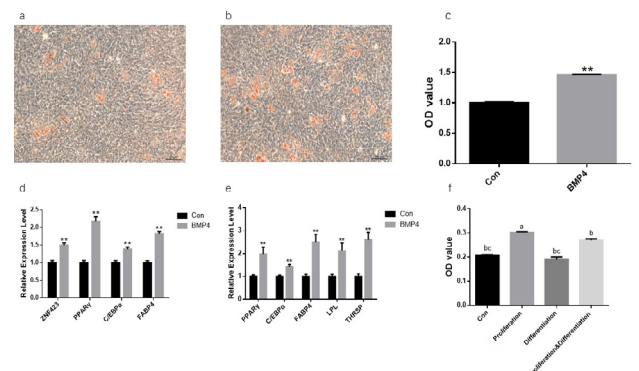 a
b
c
OD value
2.0
1.5
1.0
0.5
0.0
**
Con
BMP4
d
Relative Expression Level
2.5
2.0
1.5
1.0
0.5
0.0
** ** ** **
Con
BMP4
ZNF423
PPARγ
C/EBPα
FABP4
e
Relative Expression Level
4
3
2
1
0
** ** ** ** **
Con
BMP4
PPARγ
C/EBPα
FABP4
LPL
THRSP
f
OD value
0.4
0.3
0.2
0.1
0.0
bc a bc b
Con
Proliferation
Differentiation
Proliferation&Differentiation